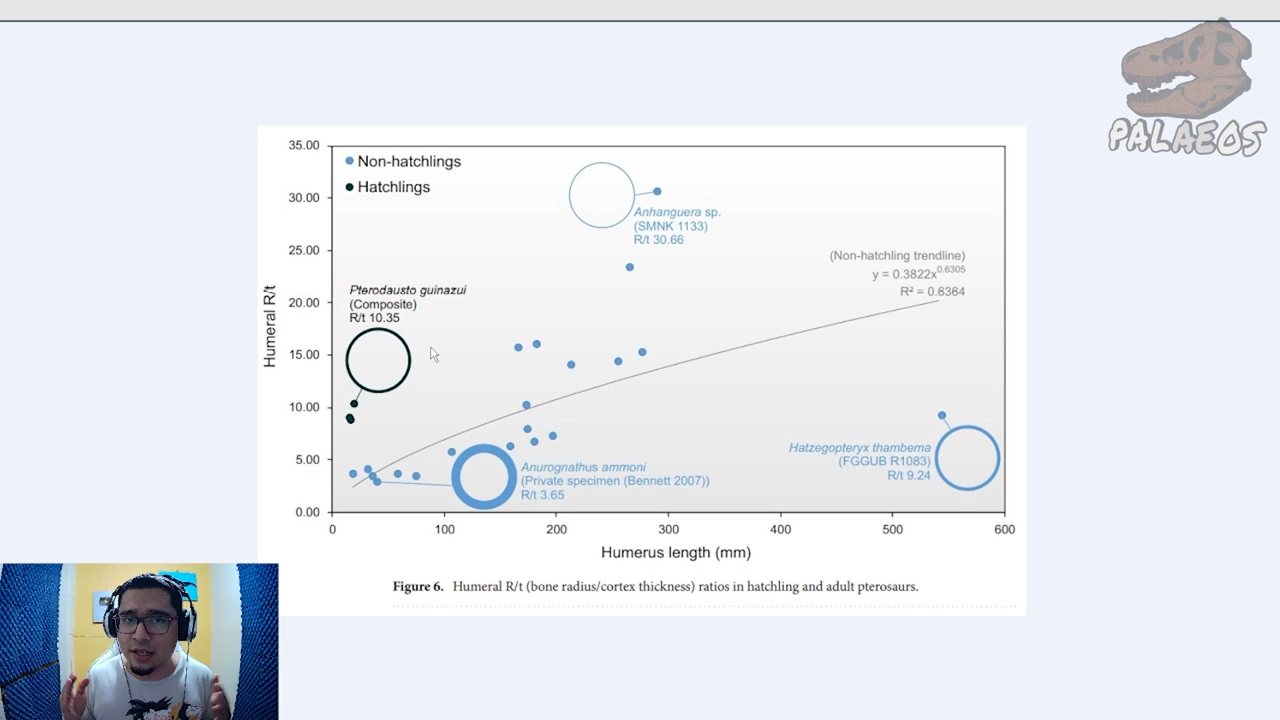 PALAEOS
35.00
30.00
25.00
20.00
15.00
10.00
5.00
0.00
Humeral R/t
Non-hatchlings
Hatchlings
Anhanguera sp.
(SMNK 1133)
R/t 30.66
(Non-hatchling trendline)
y = 0.3822x^0.6305
R² = 0.6364
Pterodausto guinazui
(Composite)
R/t 10.35
Anurognathus ammoni
(Private specimen (Bennett 2007))
R/t 3.65
Hatzegopteryx thambema
(FGGUB R1083)
R/t 9.24
0 100 200 300 400 500 600
Humerus length (mm)
Figure 6. Humeral R/t (bone radius/cortex thickness) ratios in hatchling and adult pterosaurs.